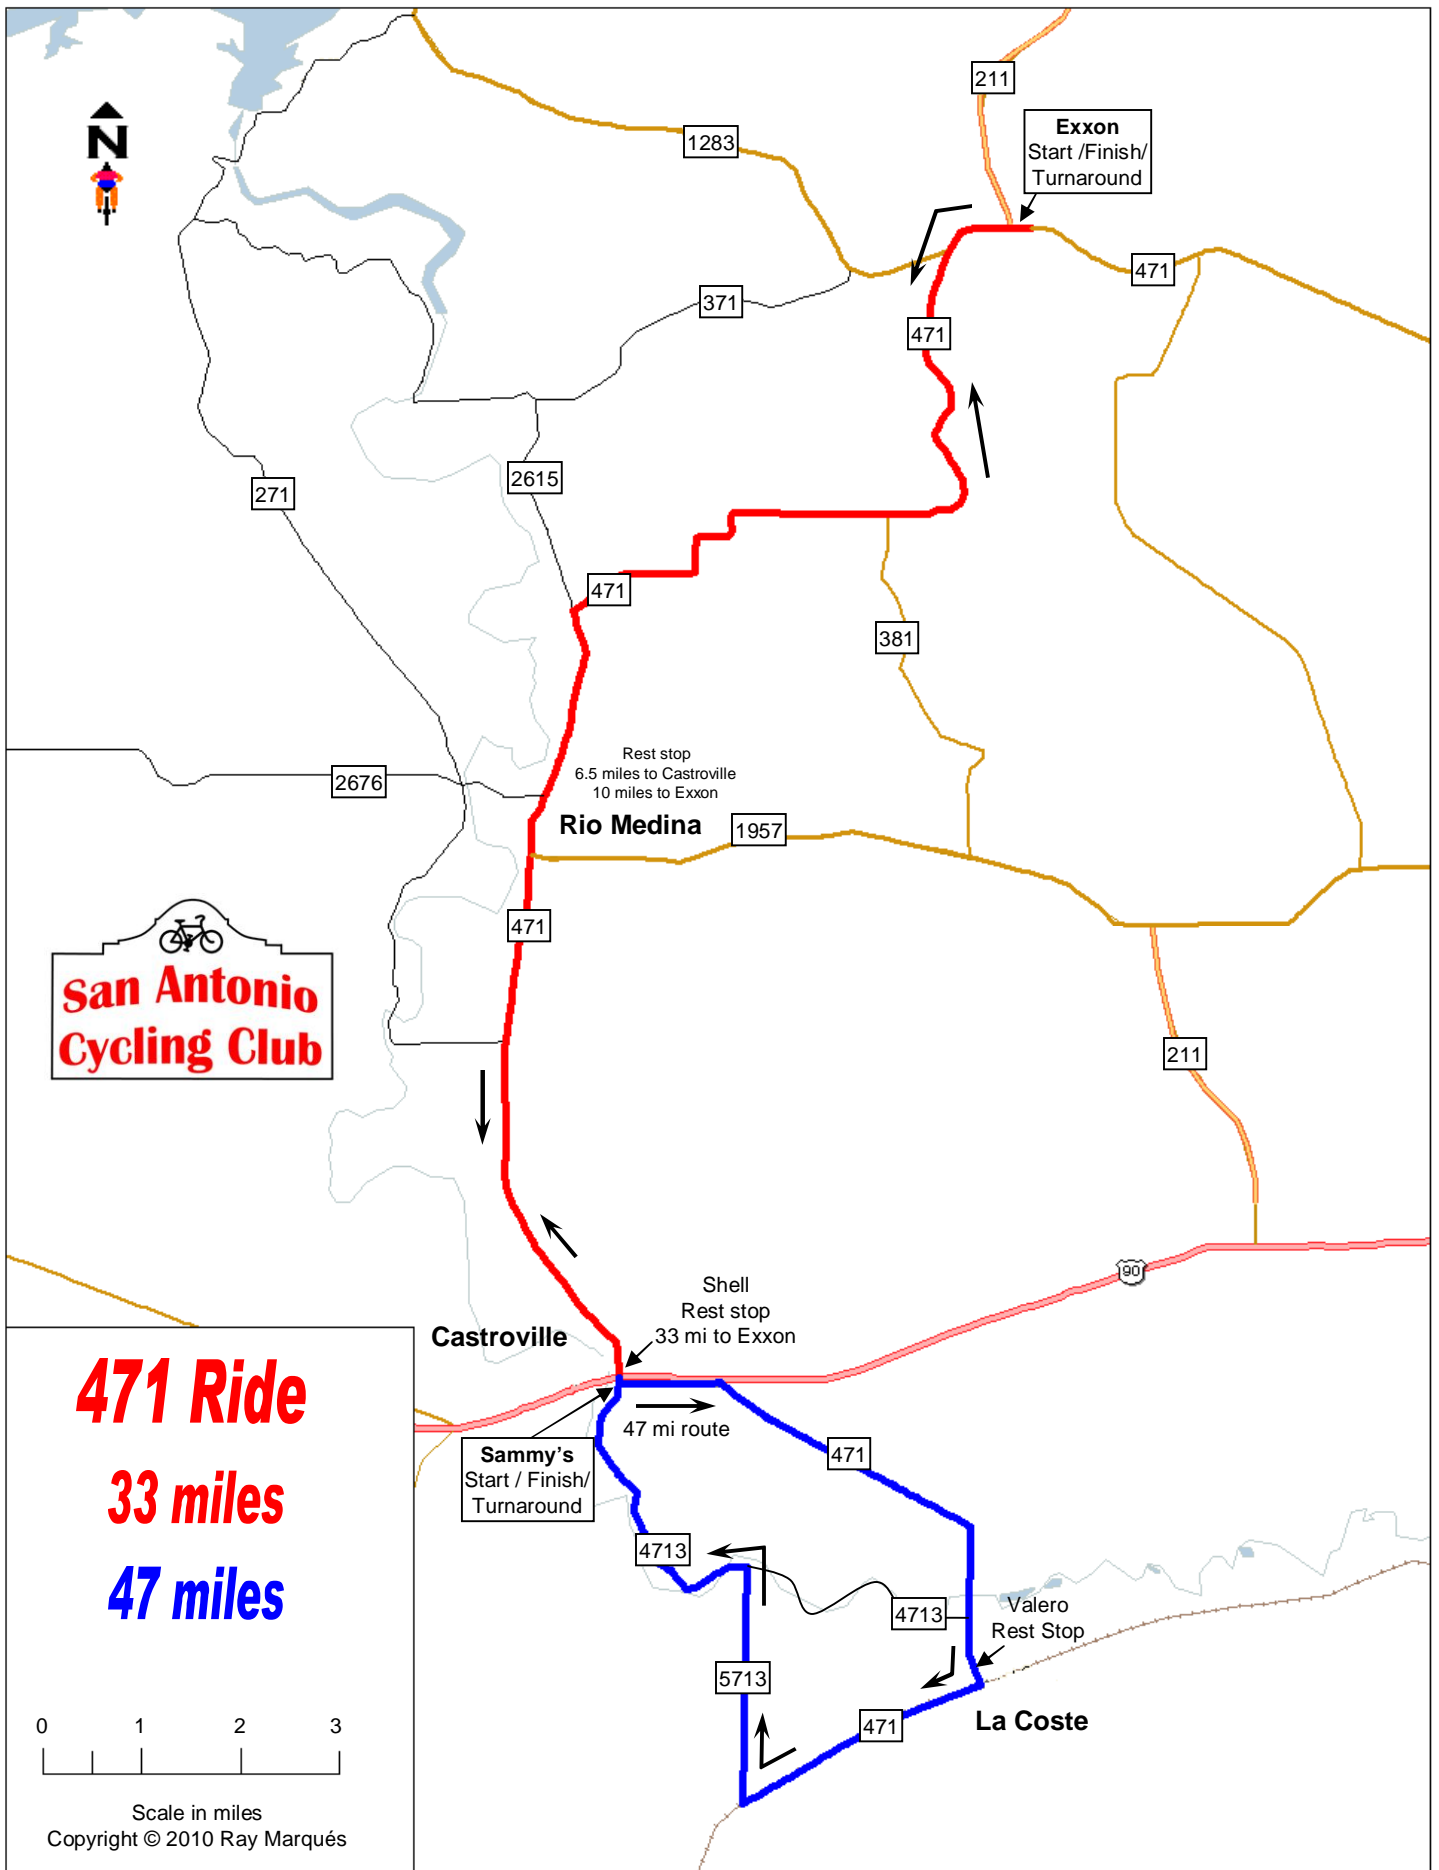 211
Exxon
Start /Finish/
Turnaround
1283
N
471
371
471
2615
271
471
381
Rest stop
6.5 miles to Castroville
10 miles to Exxon
2676
Rio Medina
1957
471
San Antonio
Cycling Club
211
90
Shell
Rest stop
33 mi to Exxon
Castroville
47 mi route
471
Sammy's
Start / Finish/
Turnaround
4713
4713
Valero
Rest Stop
5713
471
La Coste
471 Ride
33 miles
47 miles
0 1 2 3
Scale in miles
Copyright © 2010 Ray Marqués